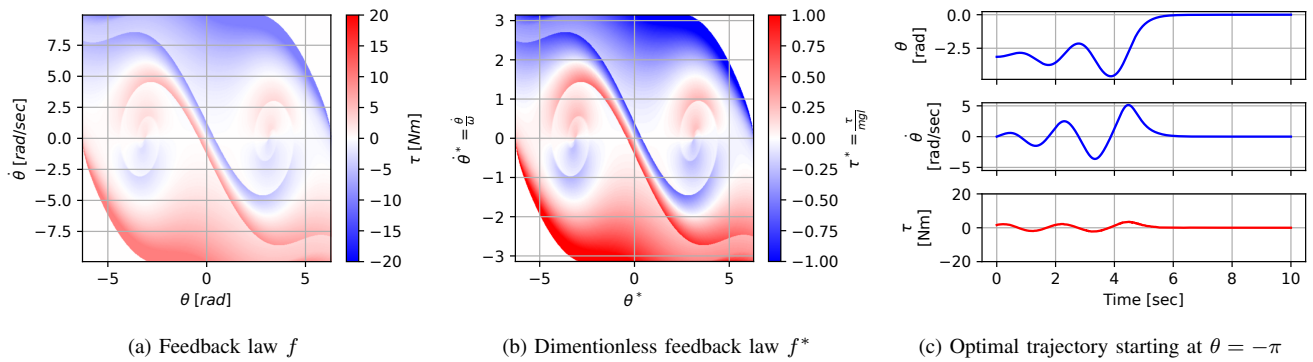 7.5
5.0
2.5
0.0
−2.5
−5.0
−7.5
θ̇ [rad/sec]
−5
0
5
θ [rad]
20
15
10
5
0
−5
−10
−15
−20
τ [Nm]
(a) Feedback law f
3
2
1
0
−1
−2
−3
θ̇* = θ̇/ω
−5
0
5
θ*
1.00
0.75
0.50
0.25
0.00
−0.25
−0.50
−0.75
−1.00
τ* = τ/mgl
(b) Dimentionless feedback law f*
0.0
−2.5
θ
[rad]
5
0
−5
θ̇
[rad/sec]
20
0
−20
τ
[Nm]
0 2 4 6 8 10
Time [sec]
(c) Optimal trajectory starting at θ = −π